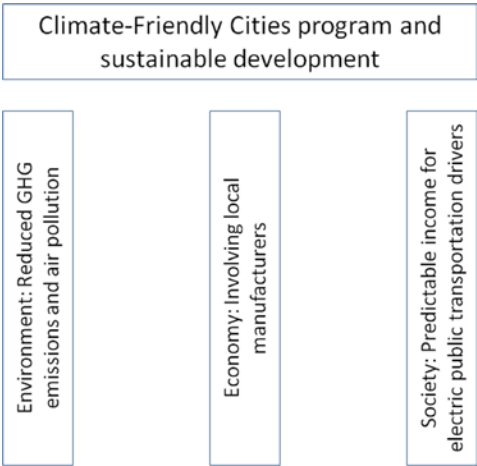 Climate-Friendly Cities program and
sustainable development
Environment: Reduced GHG
emissions and air pollution
Economy: Involving local
manufacturers
Society: Predictable income for
electric public transportation drivers